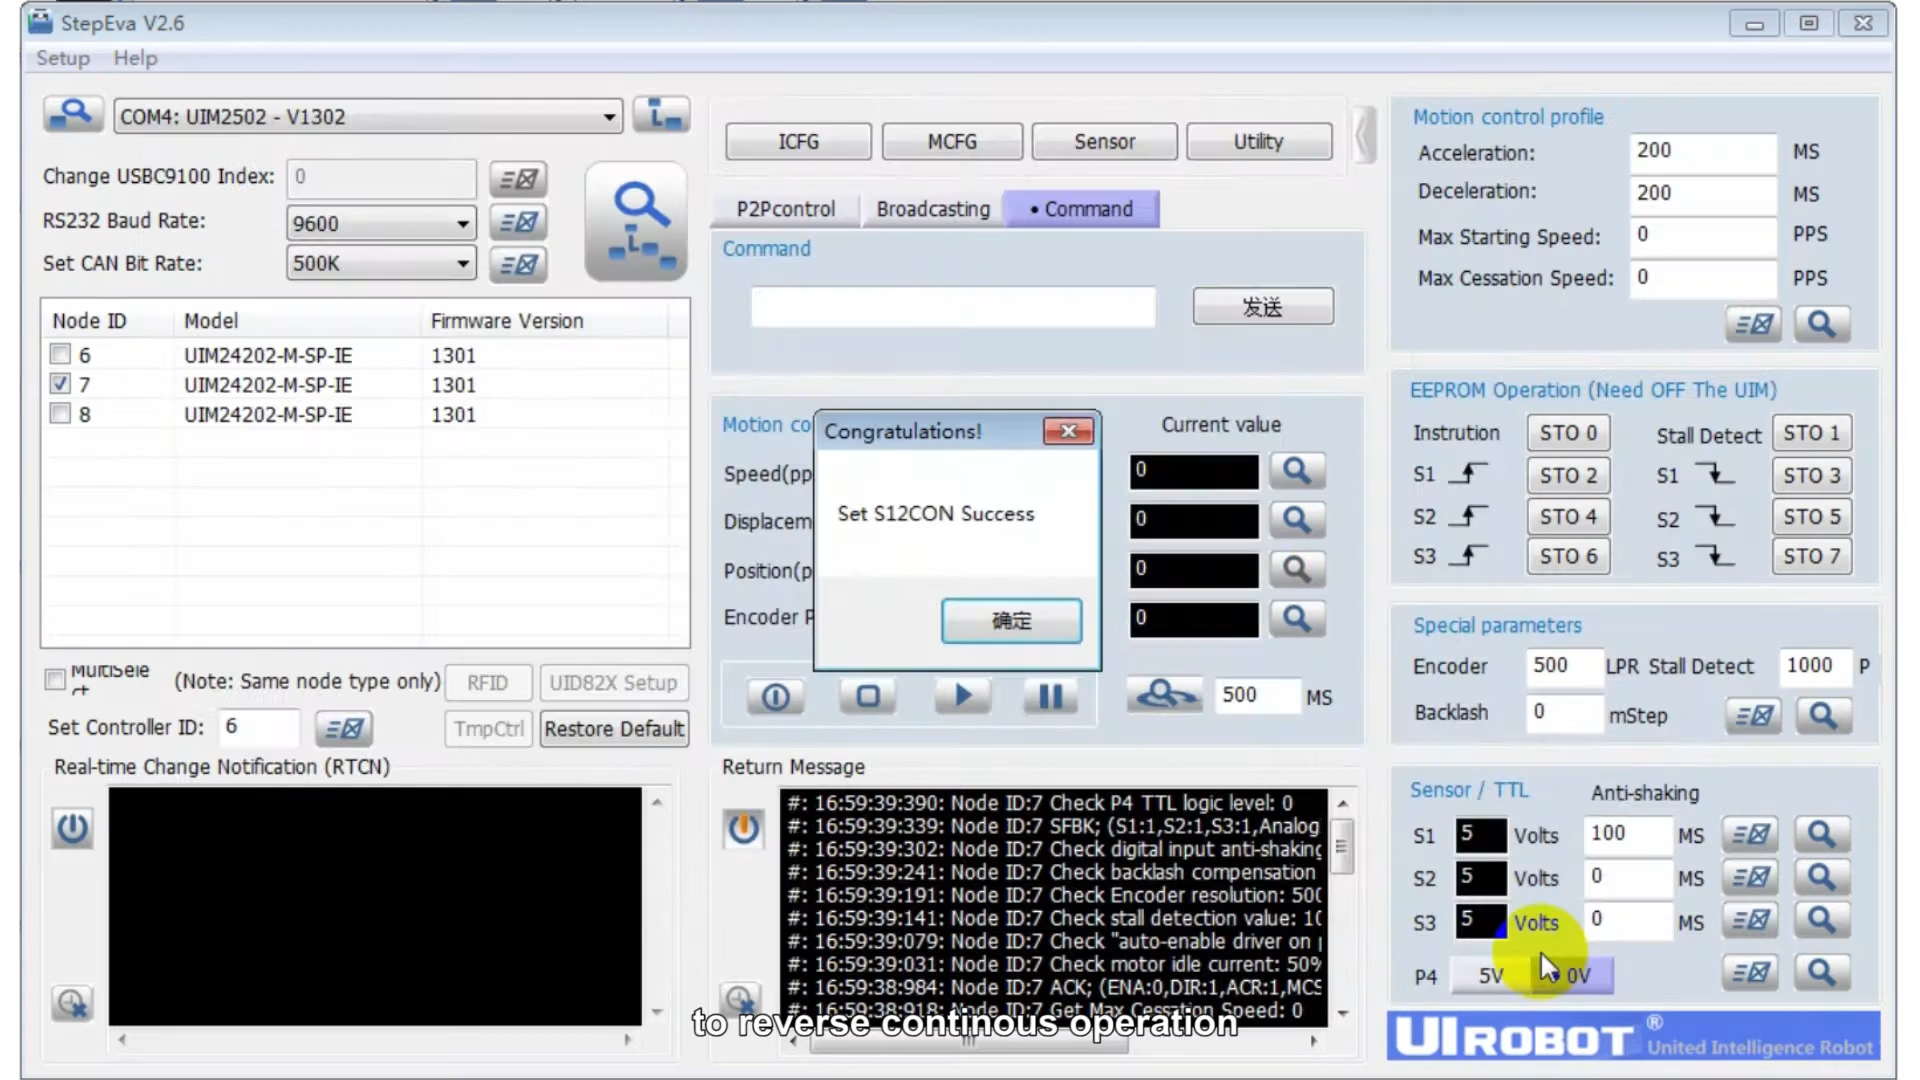 StepEva V2.6
Setup Help
COM4: UIM2502 - V1302
Change USBC9100 Index: 0
RS232 Baud Rate: 9600
Set CAN Bit Rate: 500K
Node ID Model Firmware Version
6 UIM24202-M-SP-IE 1301
7 UIM24202-M-SP-IE 1301
8 UIM24202-M-SP-IE 1301
(Note: Same node type only) RFID UID82X Setup
Set Controller ID: 6 TmpCtrl Restore Default
Real-time Change Notification (RTCN)
ICFG MCFG Sensor Utility
P2Pcontrol Broadcasting • Command
Command
发送
Motion co Current value
Speed(pp 0
Displacem 0
Position(p 0
Encoder P 0
500 MS
Congratulations!
Set S12CON Success
确定
Return Message
#: 16:59:39:390: Node ID:7 Check P4 TTL logic level: 0
#: 16:59:39:339: Node ID:7 SFBK; (S1:1,S2:1,S3:1,Analog
#: 16:59:39:302: Node ID:7 Check digital input anti-shaking
#: 16:59:39:241: Node ID:7 Check backlash compensation
#: 16:59:39:191: Node ID:7 Check Encoder resolution: 500
#: 16:59:39:141: Node ID:7 Check stall detection value: 10
#: 16:59:39:079: Node ID:7 Check "auto-enable driver on
#: 16:59:39:031: Node ID:7 Check motor idle current: 50%
#: 16:59:38:984: Node ID:7 ACK; (ENA:0,DIR:1,ACR:1,MCS
#: 16:59:38:918: Node ID:7 Get Max Cessation Speed: 0
to reverse continous operation
Motion control profile
Acceleration: 200 MS
Deceleration: 200 MS
Max Starting Speed: 0 PPS
Max Cessation Speed: 0 PPS
EEPROM Operation (Need OFF The UIM)
Instrution STO 0 Stall Detect STO 1
S1 STO 2 S1 STO 3
S2 STO 4 S2 STO 5
S3 STO 6 S3 STO 7
Special parameters
Encoder 500 LPR Stall Detect 1000 P
Backlash 0 mStep
Sensor / TTL Anti-shaking
S1 5 Volts 100 MS
S2 5 Volts 0 MS
S3 5 Volts 0 MS
P4 5V 0V
UIROBOT ® United Intelligence Robot